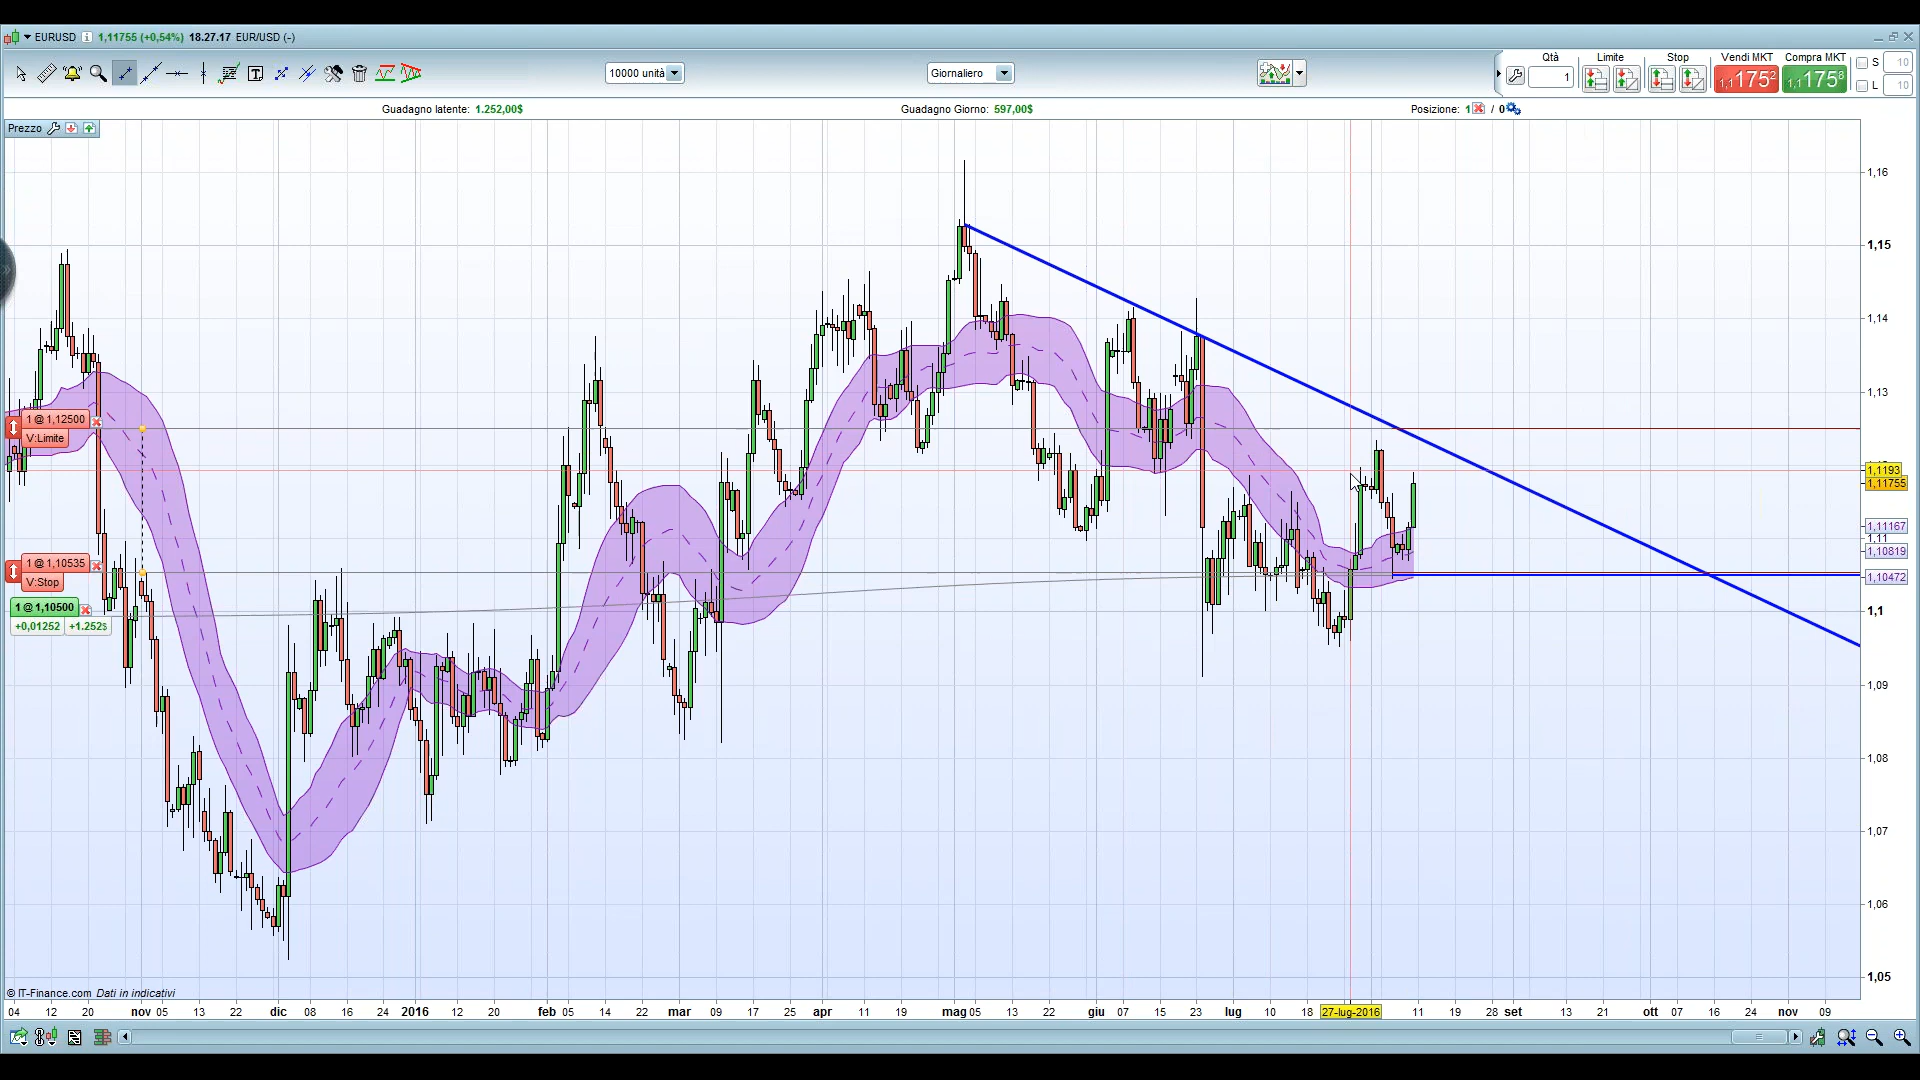 EURUSD 1,11755 (+0,54%) 18.27.17 EUR/USD (-)
10000 unità
Giornaliero
Qtà Limite Stop Vendi MKT Compra MKT S 10
1 1,1 175 2 1,1 175 8 L 10
Guadagno latente: 1.252,00$ Guadagno Giorno: 597,00$ Posizione: 1 / 0
Prezzo
1,16
1,15
1,14
1,13
1 @ 1,12500
V:Limite
1,1193
1,11755
1,11167
1,11
1,10819
1 @ 1,10535
V:Stop
1,10472
1 @ 1,10500
+0,01252 +1.252$
1,1
1,09
1,08
1,07
1,06
1,05
© IT-Finance.com Dati in indicativi
04 12 20 nov 05 13 22 dic 08 16 24 2016 12 20 feb 05 14 22 mar 09 17 25 apr 11 19 mag 05 13 22 giu 07 15 23 lug 10 18 27-lug-2016 11 19 28 set 13 21 ott 07 16 24 nov 09